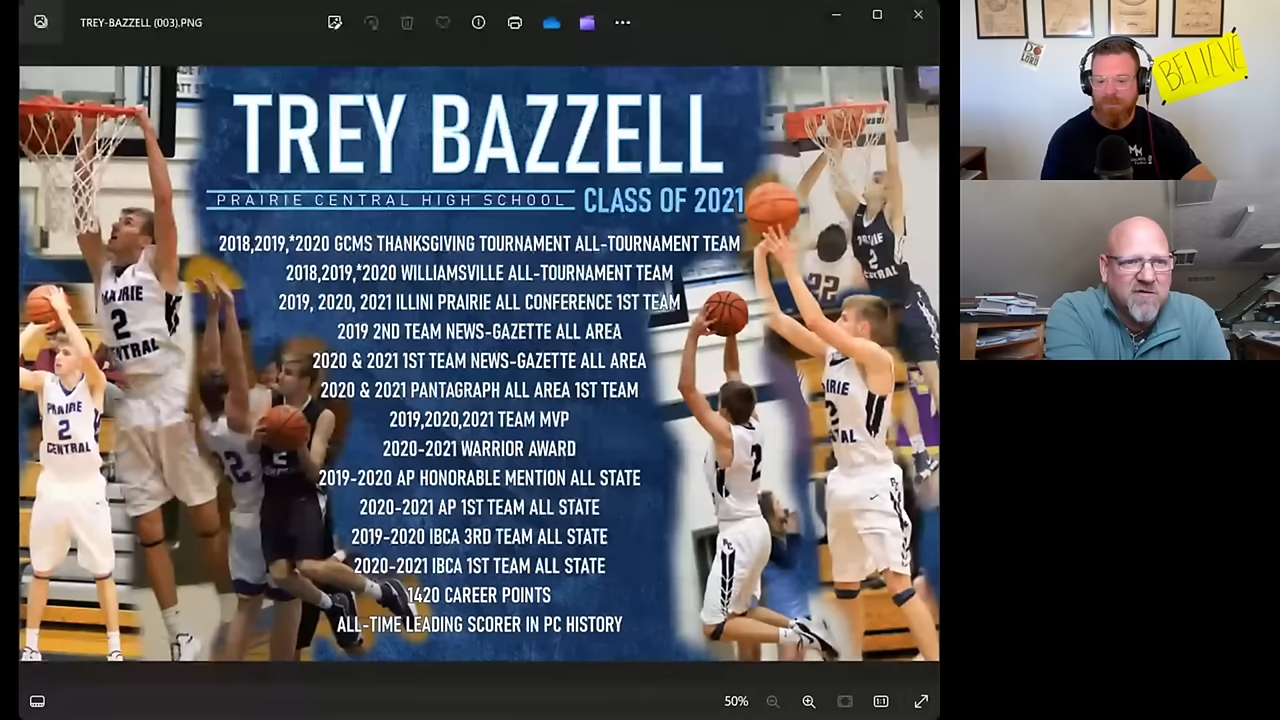 TREY-BAZZELL (003).PNG
BELIEVE
TREY BAZZELL
PRAIRIE CENTRAL HIGH SCHOOL CLASS OF 2021
2018,2019,*2020 GCMS THANKSGIVING TOURNAMENT ALL-TOURNAMENT TEAM
2018,2019,*2020 WILLIAMSVILLE ALL-TOURNAMENT TEAM
2019, 2020, 2021 ILLINI PRAIRIE ALL CONFERENCE 1ST TEAM
2019 2ND TEAM NEWS-GAZETTE ALL AREA
2020 & 2021 1ST TEAM NEWS-GAZETTE ALL AREA
2020 & 2021 PANTAGRAPH ALL AREA 1ST TEAM
2019,2020,2021 TEAM MVP
2020-2021 WARRIOR AWARD
2019-2020 AP HONORABLE MENTION ALL STATE
2020-2021 AP 1ST TEAM ALL STATE
2019-2020 IBCA 3RD TEAM ALL STATE
2020-2021 IBCA 1ST TEAM ALL STATE
1420 CAREER POINTS
ALL-TIME LEADING SCORER IN PC HISTORY
PRAIRIE
2
CENTRAL
PRAIRIE
2
CENTRAL
22
2
2
22
2
50%
1:1